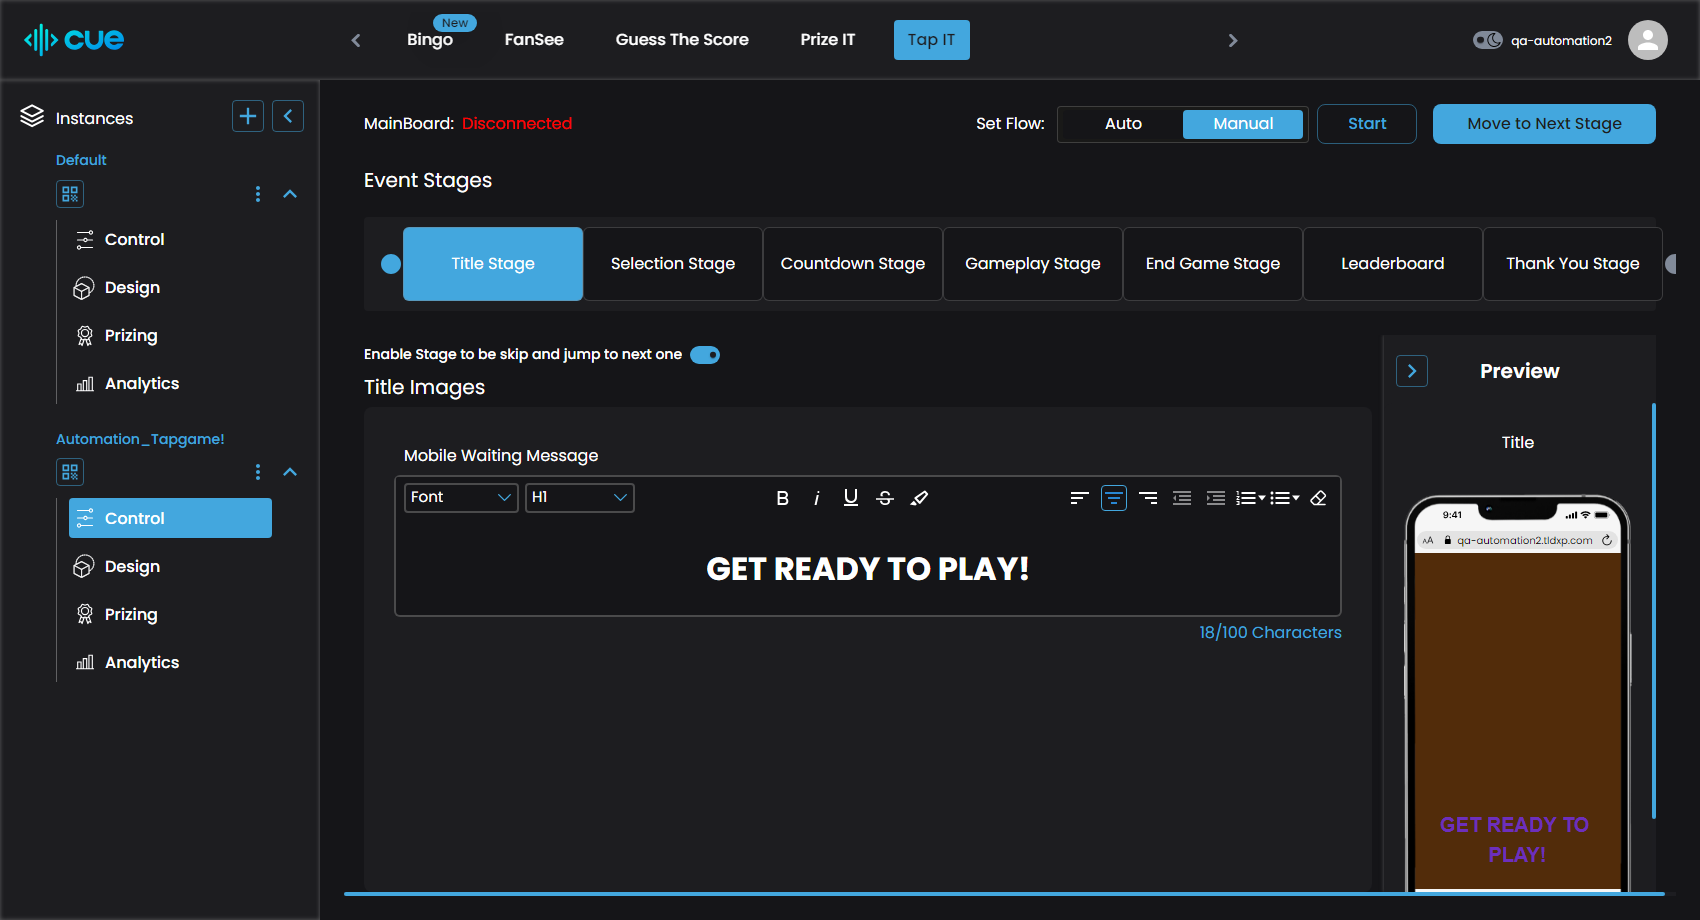 cue
New
Bingo
FanSee
Guess The Score
Prize IT
Tap IT
qa-automation2
Instances
Default
Control
Design
Prizing
Analytics
Automation_Tapgame!
Control
Design
Prizing
Analytics
MainBoard: Disconnected
Set Flow:
Auto
Manual
Start
Move to Next Stage
Event Stages
Title Stage
Selection Stage
Countdown Stage
Gameplay Stage
End Game Stage
Leaderboard
Thank You Stage
Enable Stage to be skip and jump to next one
Title Images
Mobile Waiting Message
Font
H1
B
i
U
S
GET READY TO PLAY!
18/100 Characters
Preview
Title
9:41
AA
qa-automation2.tldxp.com
GET READY TO
PLAY!